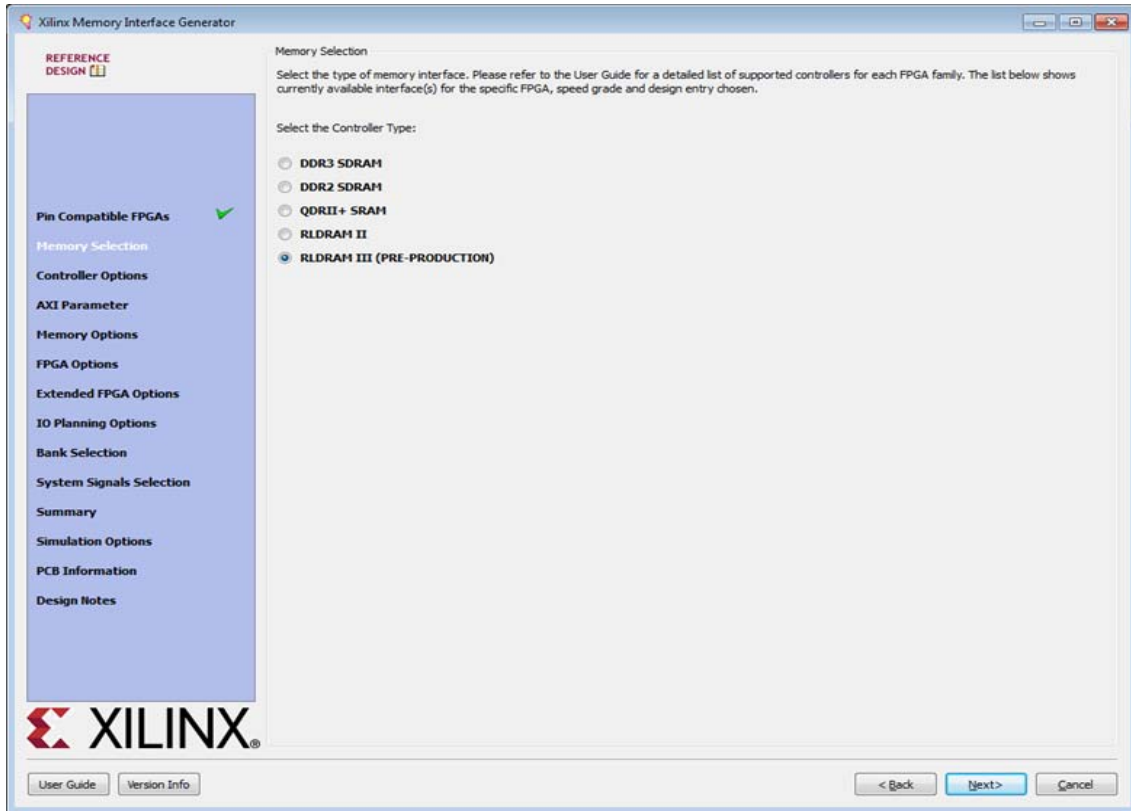 Xilinx Memory Interface Generator
REFERENCE
DESIGN
Pin Compatible FPGAs
Memory Selection
Controller Options
AXI Parameter
Memory Options
FPGA Options
Extended FPGA Options
IO Planning Options
Bank Selection
System Signals Selection
Summary
Simulation Options
PCB Information
Design Notes
XILINX®
Memory Selection
Select the type of memory interface. Please refer to the User Guide for a detailed list of supported controllers for each FPGA family. The list below shows
currently available interface(s) for the specific FPGA, speed grade and design entry chosen.
Select the Controller Type:
DDR3 SDRAM
DDR2 SDRAM
QDRII+ SRAM
RLDRAM II
RLDRAM III (PRE-PRODUCTION)
User Guide
Version Info
< Back
Next>
Cancel